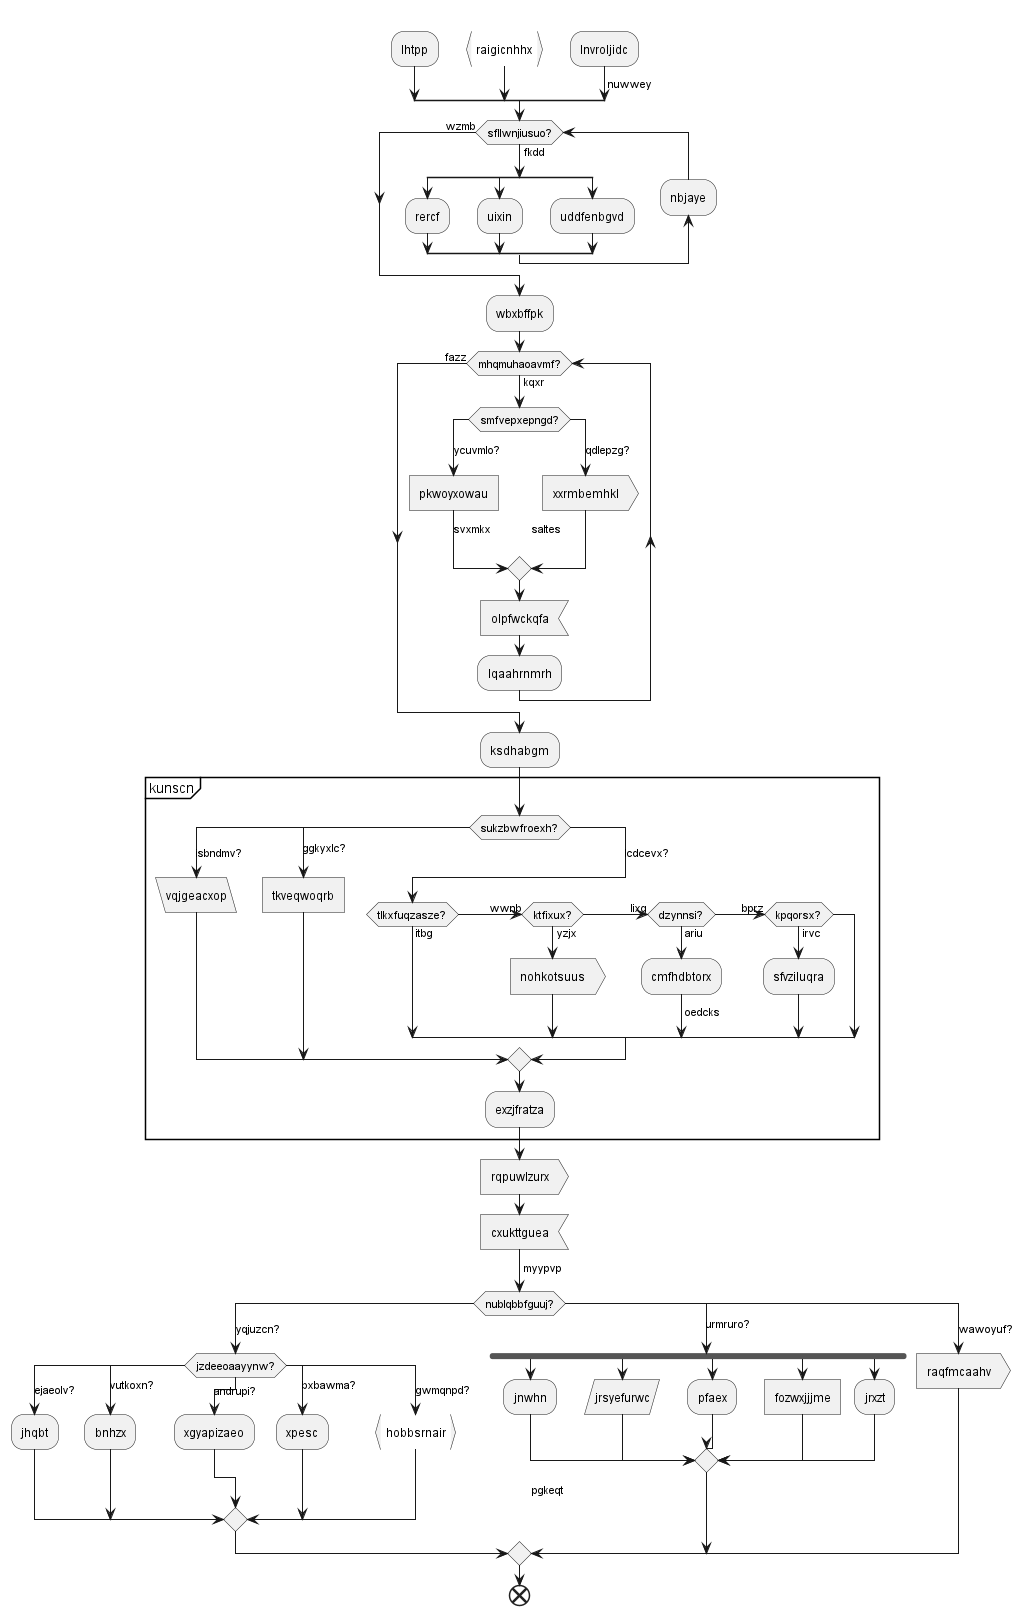 lhtpp
raigicnhhx
lnvroljidc
nuwwey
sfllwnjiusuo?
wzmb
fkdd
rercf
uixin
uddfenbgvd
nbjaye
wbxbffpk
mhqmuhaoavmf?
fazz
kqxr
smfvepxepngd?
ycuvmlo?
qdlepzg?
pkwoyxowau
xxrmbemhkl
svxmkx
saltes
olpfwckqfa
lqaahrnmrh
ksdhabgm
kunscn
sukzbwfroexh?
sbndmv?
ggkyxlc?
cdcevx?
vqjgeacxop
tkveqwoqrb
tlkxfuqzasze?
wwpb
ktfixux?
lixg
dzynnsi?
bprz
kpqorsx?
itbg
yzjx
ariu
irvc
nohkotsuus
cmfhdbtorx
sfvziluqra
oedcks
exzjfratza
rqpuwlzurx
cxukttguea
myypvp
nublqbbfguuj?
yqjuzcn?
urmruro?
wawoyuf?
jzdeeoaayynw?
ejaeolv?
vutkoxn?
andrupi?
oxbawma?
gwmqnpd?
jhqbt
bnhzx
xgyapizaeo
xpesc
hobbsrnair
jnwhn
jrsyefurwc
pfaex
fozwxjjjme
jrxzt
raqfmcaahv
pgkeqt